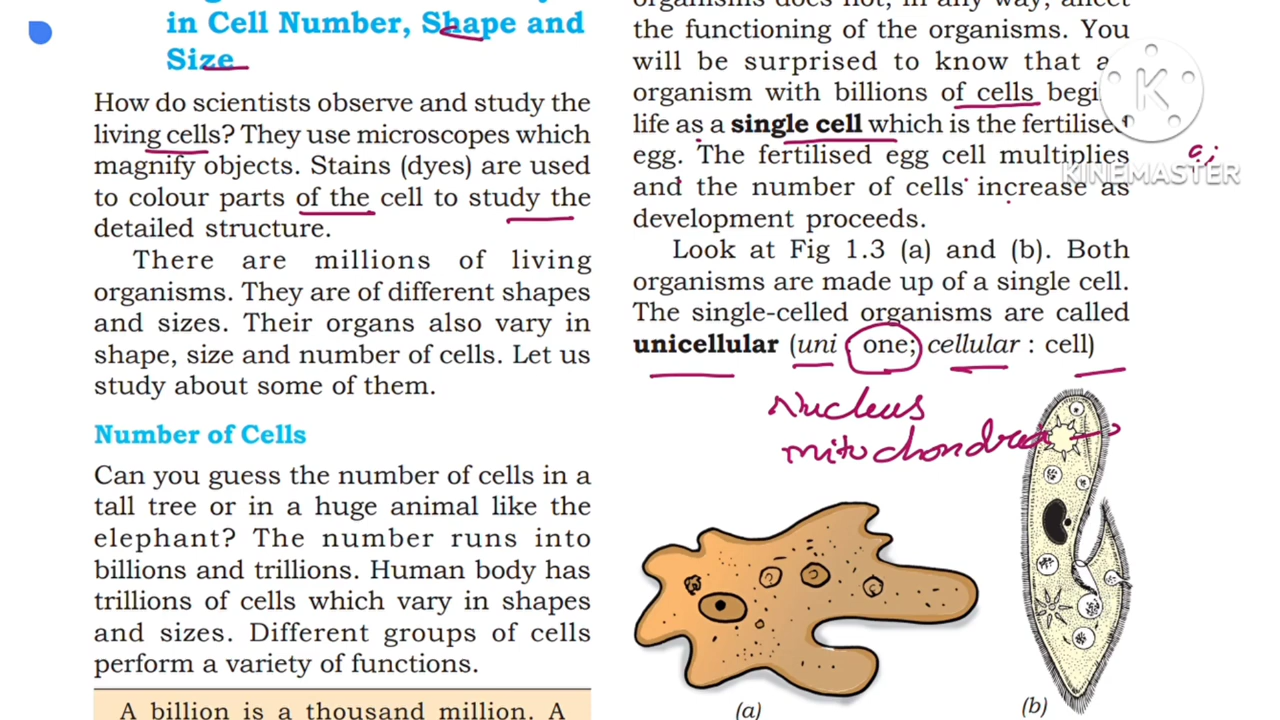 in Cell Number, Shape and
Size
How do scientists observe and study the
living cells? They use microscopes which
magnify objects. Stains (dyes) are used
to colour parts of the cell to study the
detailed structure.
There are millions of living
organisms. They are of different shapes
and sizes. Their organs also vary in
shape, size and number of cells. Let us
study about some of them.
Number of Cells
Can you guess the number of cells in a
tall tree or in a huge animal like the
elephant? The number runs into
billions and trillions. Human body has
trillions of cells which vary in shapes
and sizes. Different groups of cells
perform a variety of functions.
A billion is a thousand million. A
organisms does not, in any way, affect
the functioning of the organisms. You
will be surprised to know that a
organism with billions of cells begi
life as a single cell which is the fertilised
egg. The fertilised egg cell multiplies
and the number of cells increase as
development proceeds.
Look at Fig 1.3 (a) and (b). Both
organisms are made up of a single cell.
The single-celled organisms are called
unicellular (uni one; cellular : cell)
Nucleus
mitochondrea
(a)
(b)
K
KINEMASTER